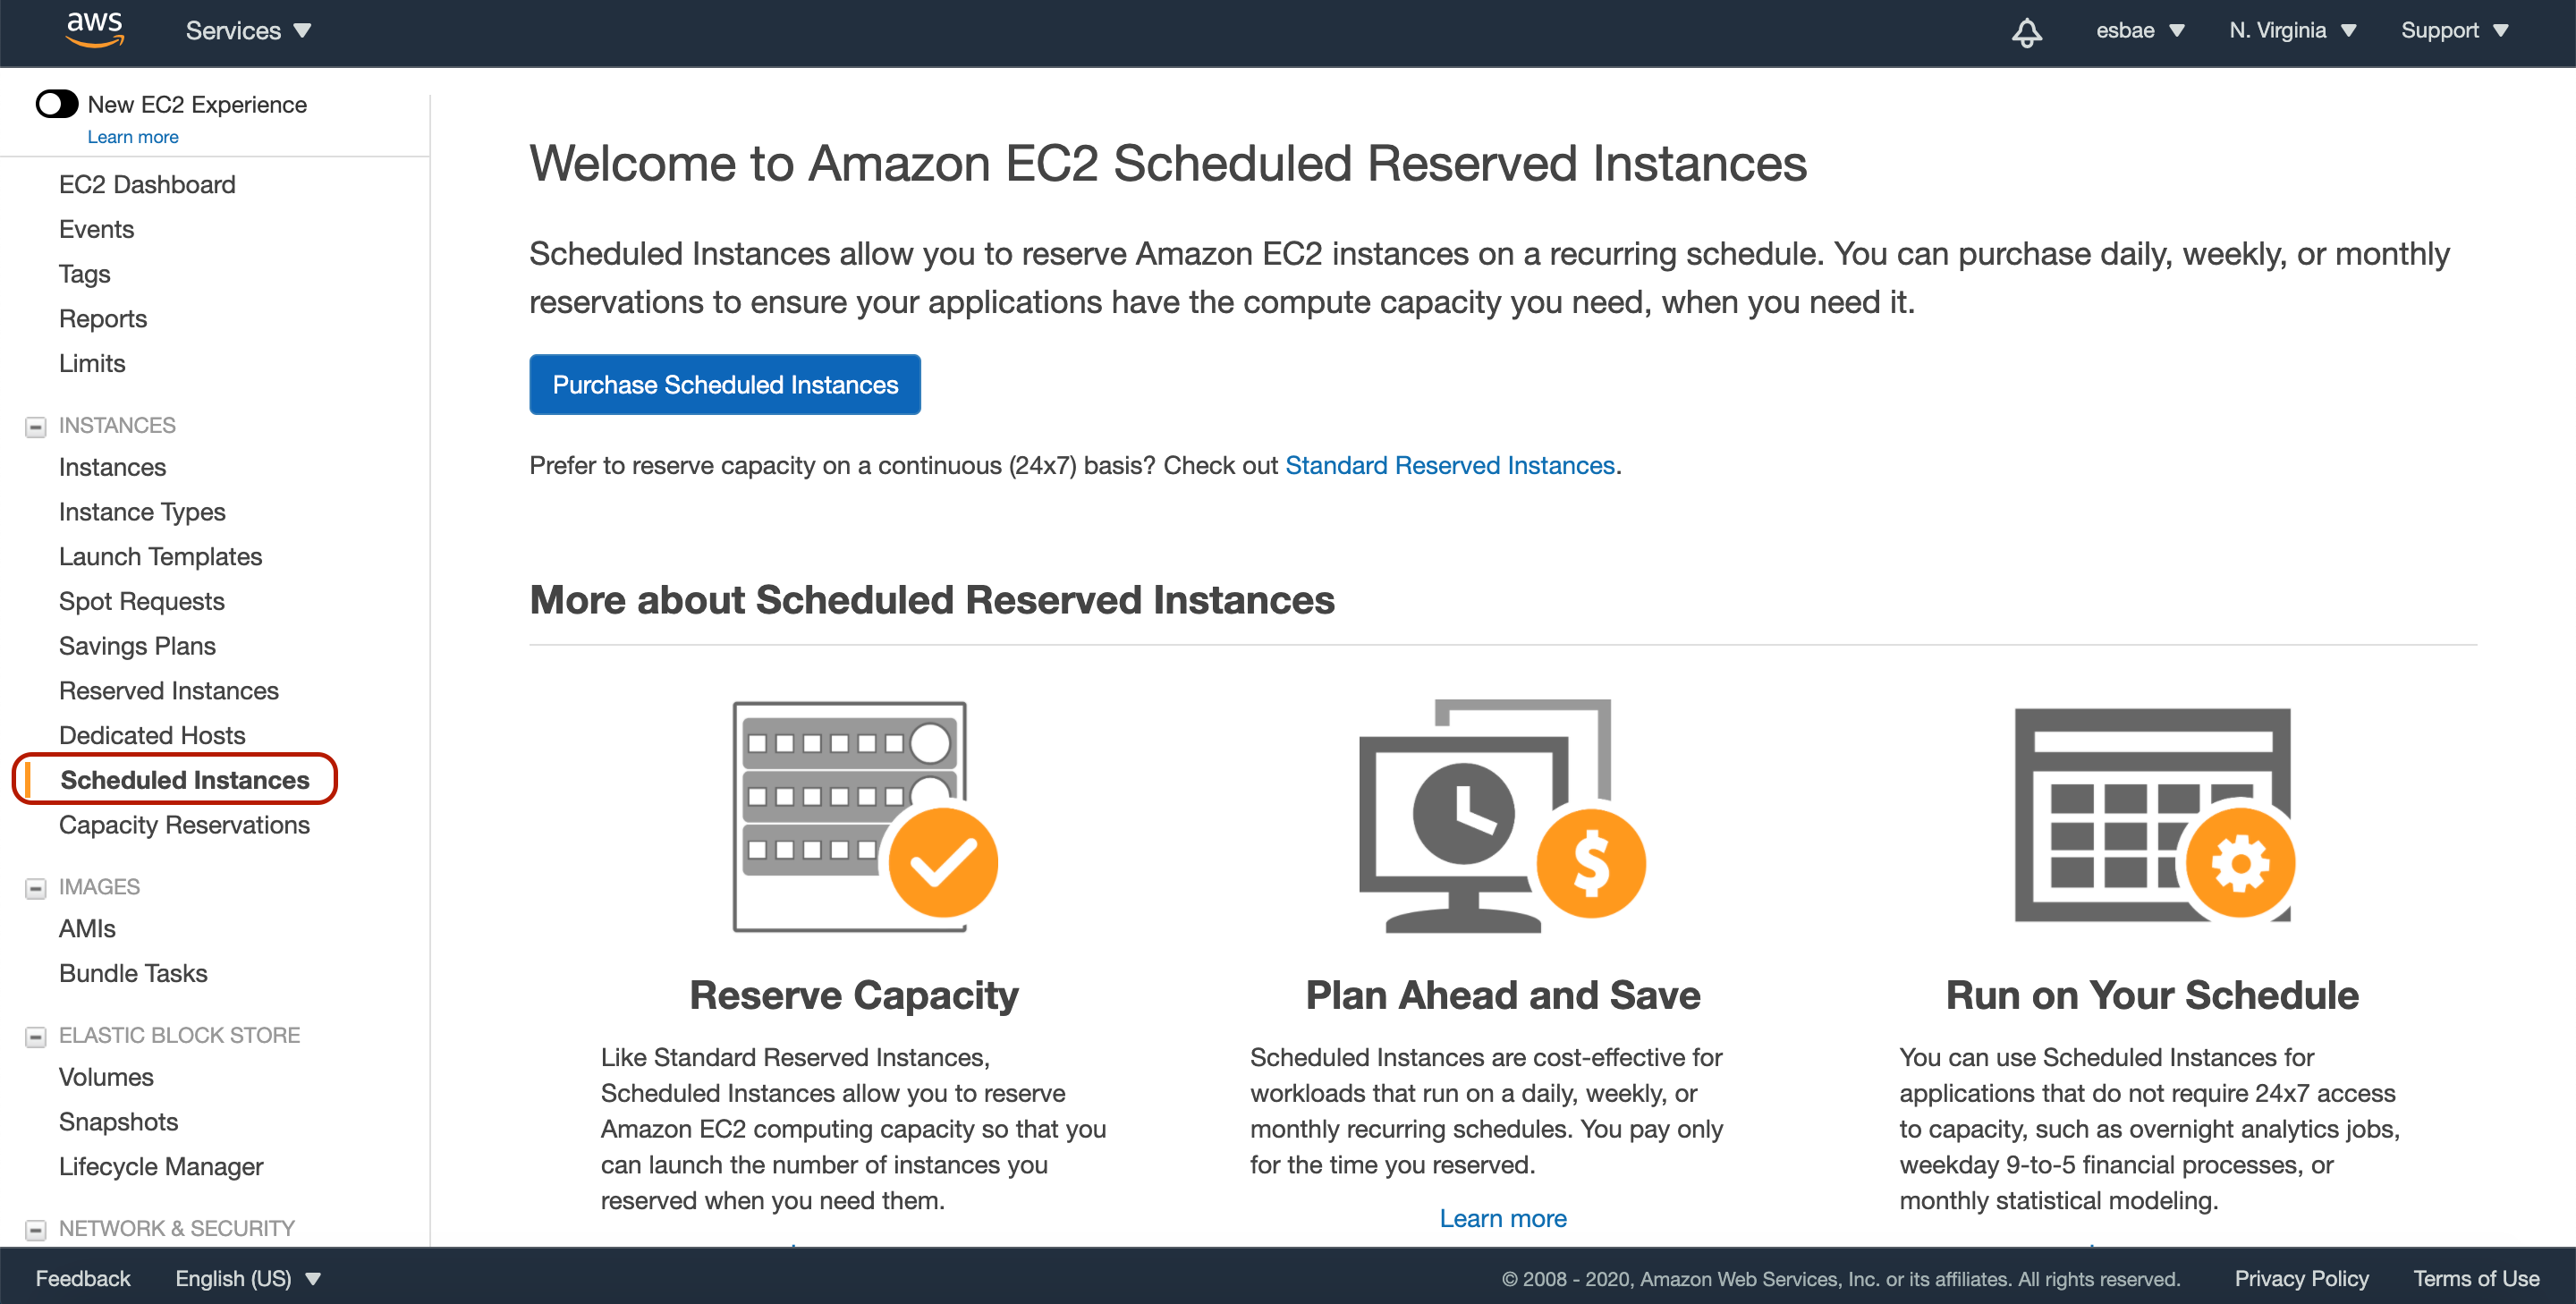 aws
Services
esbae
N. Virginia
Support
New EC2 Experience
Learn more
EC2 Dashboard
Events
Tags
Reports
Limits
INSTANCES
Instances
Instance Types
Launch Templates
Spot Requests
Savings Plans
Reserved Instances
Dedicated Hosts
Scheduled Instances
Capacity Reservations
IMAGES
AMIs
Bundle Tasks
ELASTIC BLOCK STORE
Volumes
Snapshots
Lifecycle Manager
NETWORK & SECURITY
Welcome to Amazon EC2 Scheduled Reserved Instances
Scheduled Instances allow you to reserve Amazon EC2 instances on a recurring schedule. You can purchase daily, weekly, or monthly
reservations to ensure your applications have the compute capacity you need, when you need it.
Purchase Scheduled Instances
Prefer to reserve capacity on a continuous (24x7) basis? Check out Standard Reserved Instances.
More about Scheduled Reserved Instances
$
Reserve Capacity
Like Standard Reserved Instances,
Scheduled Instances allow you to reserve
Amazon EC2 computing capacity so that you
can launch the number of instances you
reserved when you need them.
Plan Ahead and Save
Scheduled Instances are cost-effective for
workloads that run on a daily, weekly, or
monthly recurring schedules. You pay only
for the time you reserved.
Learn more
Run on Your Schedule
You can use Scheduled Instances for
applications that do not require 24x7 access
to capacity, such as overnight analytics jobs,
weekday 9-to-5 financial processes, or
monthly statistical modeling.
Feedback
English (US)
© 2008 - 2020, Amazon Web Services, Inc. or its affiliates. All rights reserved.
Privacy Policy
Terms of Use